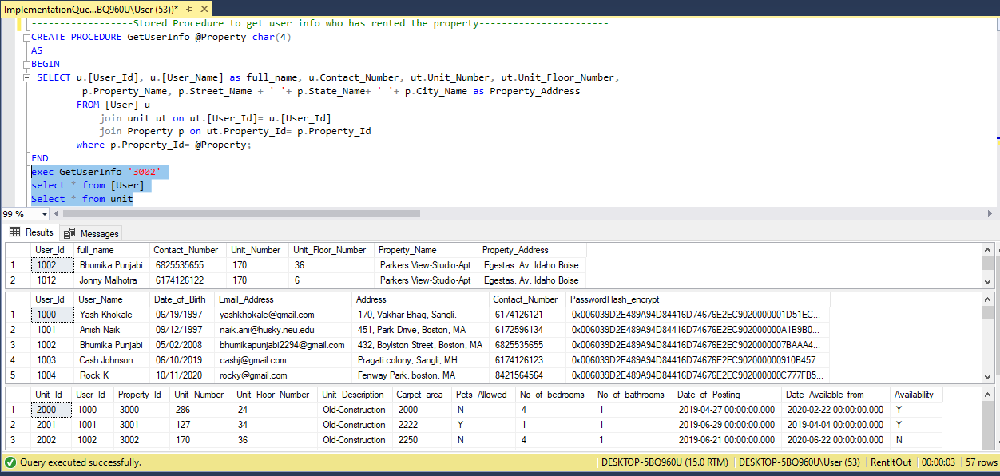 ImplementationQue...BQ960U\User (53))*
------------------Stored Procedure to get user info who has rented the property-----------------------
CREATE PROCEDURE GetUserInfo @Property char(4)
AS
BEGIN
SELECT u.[User_Id], u.[User_Name] as full_name, u.Contact_Number, ut.Unit_Number, ut.Unit_Floor_Number,
p.Property_Name, p.Street_Name + ' '+ p.State_Name+ ' '+ p.City_Name as Property_Address
FROM [User] u
join unit ut on ut.[User_Id]= u.[User_Id]
join Property p on ut.Property_Id= p.Property_Id
where p.Property_Id= @Property;
END
exec GetUserInfo '3002'
select * from [User]
Select * from unit
99 %
Results Messages
User_Id full_name Contact_Number Unit_Number Unit_Floor_Number Property_Name Property_Address
1 1002 Bhumika Punjabi 6825535655 170 36 Parkers View-Studio-Apt Egestas. Av. Idaho Boise
2 1012 Jonny Malhotra 6174126122 170 6 Parkers View-Studio-Apt Egestas. Av. Idaho Boise
User_Id User_Name Date_of_Birth Email_Address Address Contact_Number PasswordHash_encrypt
1 1000 Yash Khokale 06/19/1997 yashkhokale@gmail.com 170, Vakhar Bhag, Sangli. 6174126121 0x006039D2E489A94D84416D74676E2EC9020000001D51EC...
2 1001 Anish Naik 09/12/1997 naik.ani@husky.neu.edu 451, Park Drive, Boston, MA 6172596134 0x006039D2E489A94D84416D74676E2EC902000000A1B9B0...
3 1002 Bhumika Punjabi 05/02/2008 bhumikapunjabi2294@gmail.com 432, Boylston Street, Boston, MA 6825535655 0x006039D2E489A94D84416D74676E2EC9020000007BAAA4...
4 1003 Cash Johnson 06/10/2019 cashj@gmail.com Pragati colony, Sangli, MH 6174126123 0x006039D2E489A94D84416D74676E2EC902000000910B457...
5 1004 Rock K 10/11/2020 rocky@gmail.com Fenway Park, boston, MA 8421564564 0x006039D2E489A94D84416D74676E2EC902000000C777FB5...
Unit_Id User_Id Property_Id Unit_Number Unit_Floor_Number Unit_Description Carpet_area Pets_Allowed No_of_bedrooms No_of_bathrooms Date_of_Posting Date_Available_from Availability
1 2000 1000 3000 286 24 Old-Construction 2000 N 4 1 2019-04-27 00:00:00.000 2020-02-22 00:00:00.000 Y
2 2001 1001 3001 127 34 Old-Construction 2222 Y 1 1 2019-06-29 00:00:00.000 2019-04-04 00:00:00.000 Y
3 2002 1002 3002 170 36 Old-Construction 2250 N 4 1 2019-06-21 00:00:00.000 2020-06-22 00:00:00.000 N
Query executed successfully. DESKTOP-5BQ960U (15.0 RTM) DESKTOP-5BQ960U\User (53) RentItOut 00:00:03 57 rows